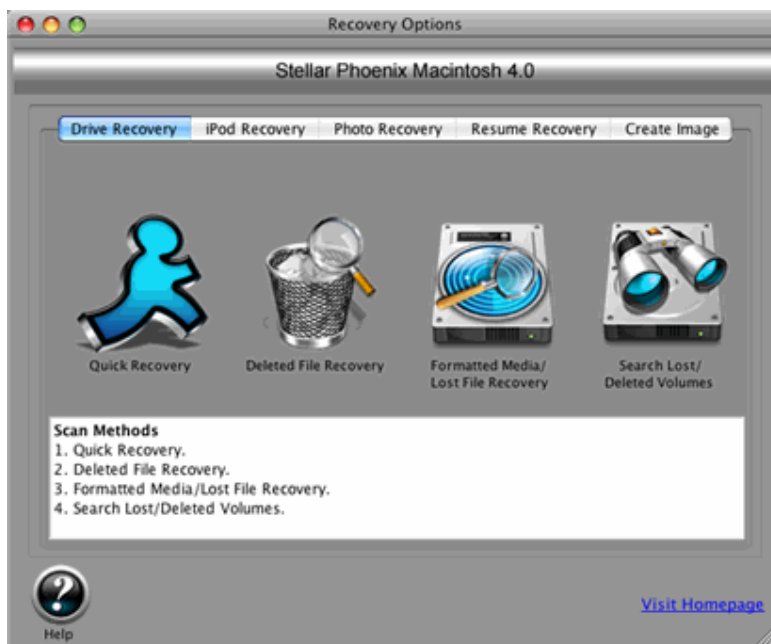 Recovery Options
Stellar Phoenix Macintosh 4.0
Drive Recovery iPod Recovery Photo Recovery Resume Recovery Create Image
Quick Recovery
Deleted File Recovery
Formatted Media/
Lost File Recovery
Search Lost/
Deleted Volumes
Scan Methods
1. Quick Recovery.
2. Deleted File Recovery.
3. Formatted Media/Lost File Recovery.
4. Search Lost/Deleted Volumes.
?
Help
Visit Homepage